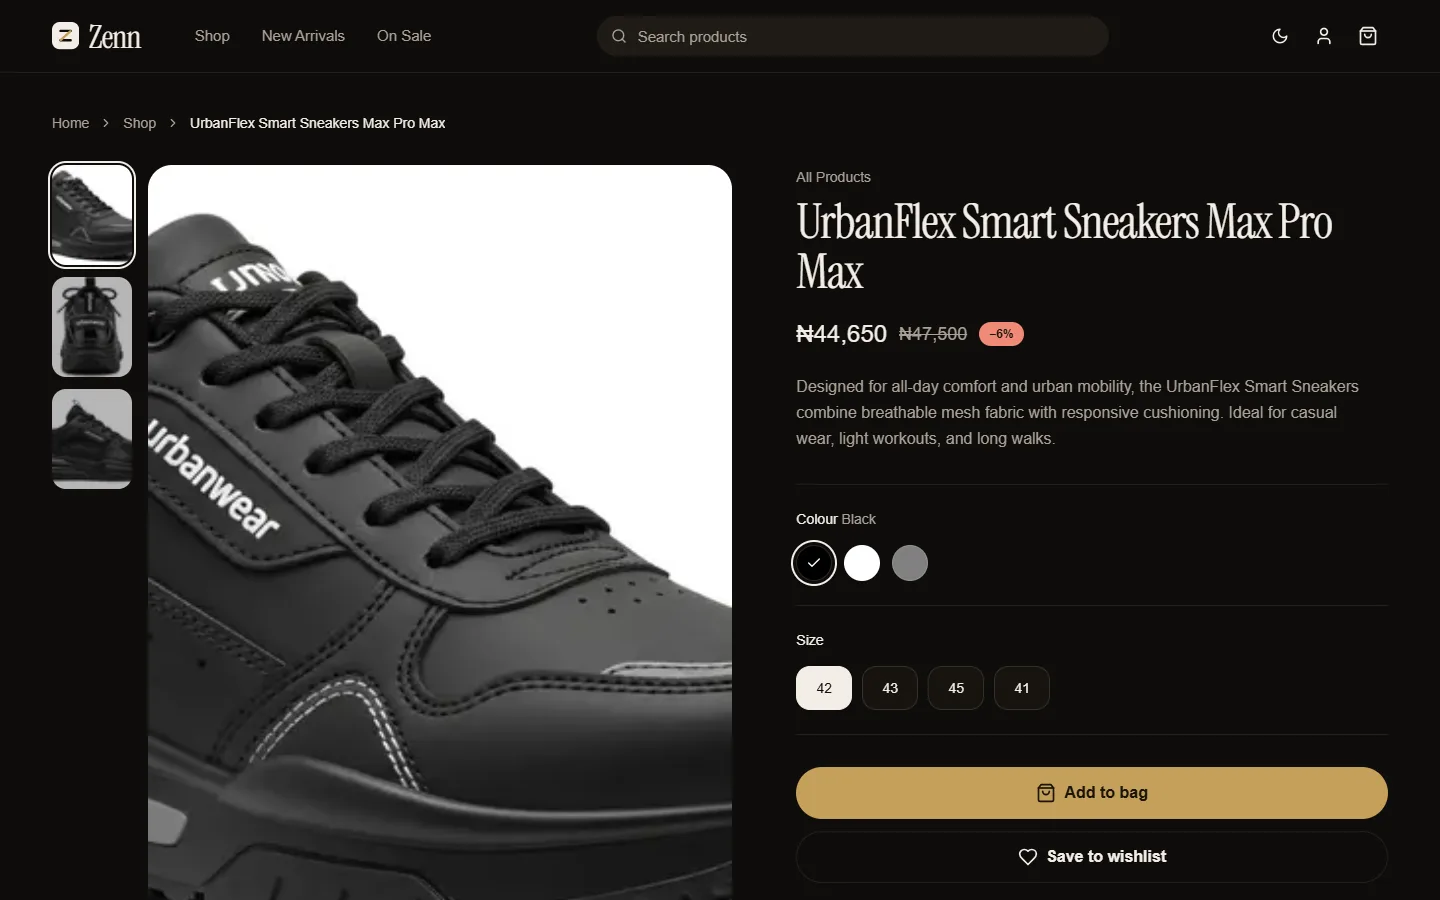 Zenn
Shop
New Arrivals
On Sale
Search products
Home
Shop
UrbanFlex Smart Sneakers Max Pro Max
All Products
UrbanFlex Smart Sneakers Max Pro
Max
₦44,650 ₦47,500 −6%
Designed for all-day comfort and urban mobility, the UrbanFlex Smart Sneakers
combine breathable mesh fabric with responsive cushioning. Ideal for casual
wear, light workouts, and long walks.
urbanwear
Colour Black
Size
42
43
45
41
Add to bag
Save to wishlist